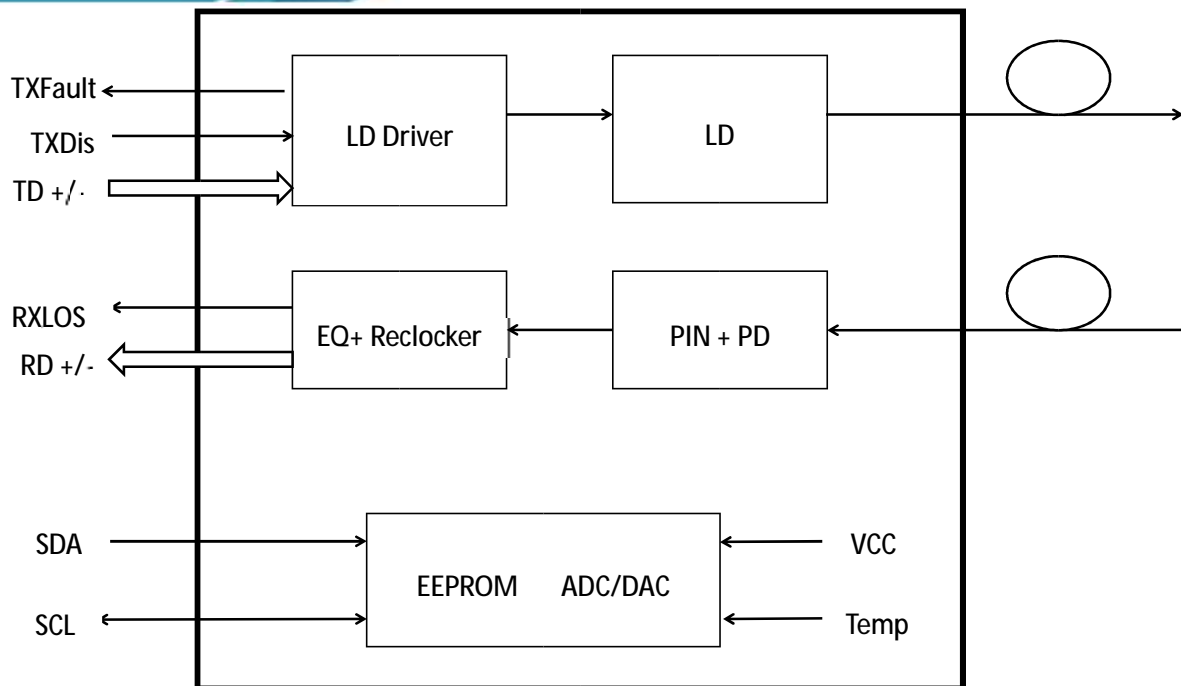 TXFault
TXDis
TD +/-
LD Driver
LD
RXLOS
RD +/-
EQ+ Reclocker
PIN + PD
SDA
SCL
EEPROM ADC/DAC
VCC
Temp